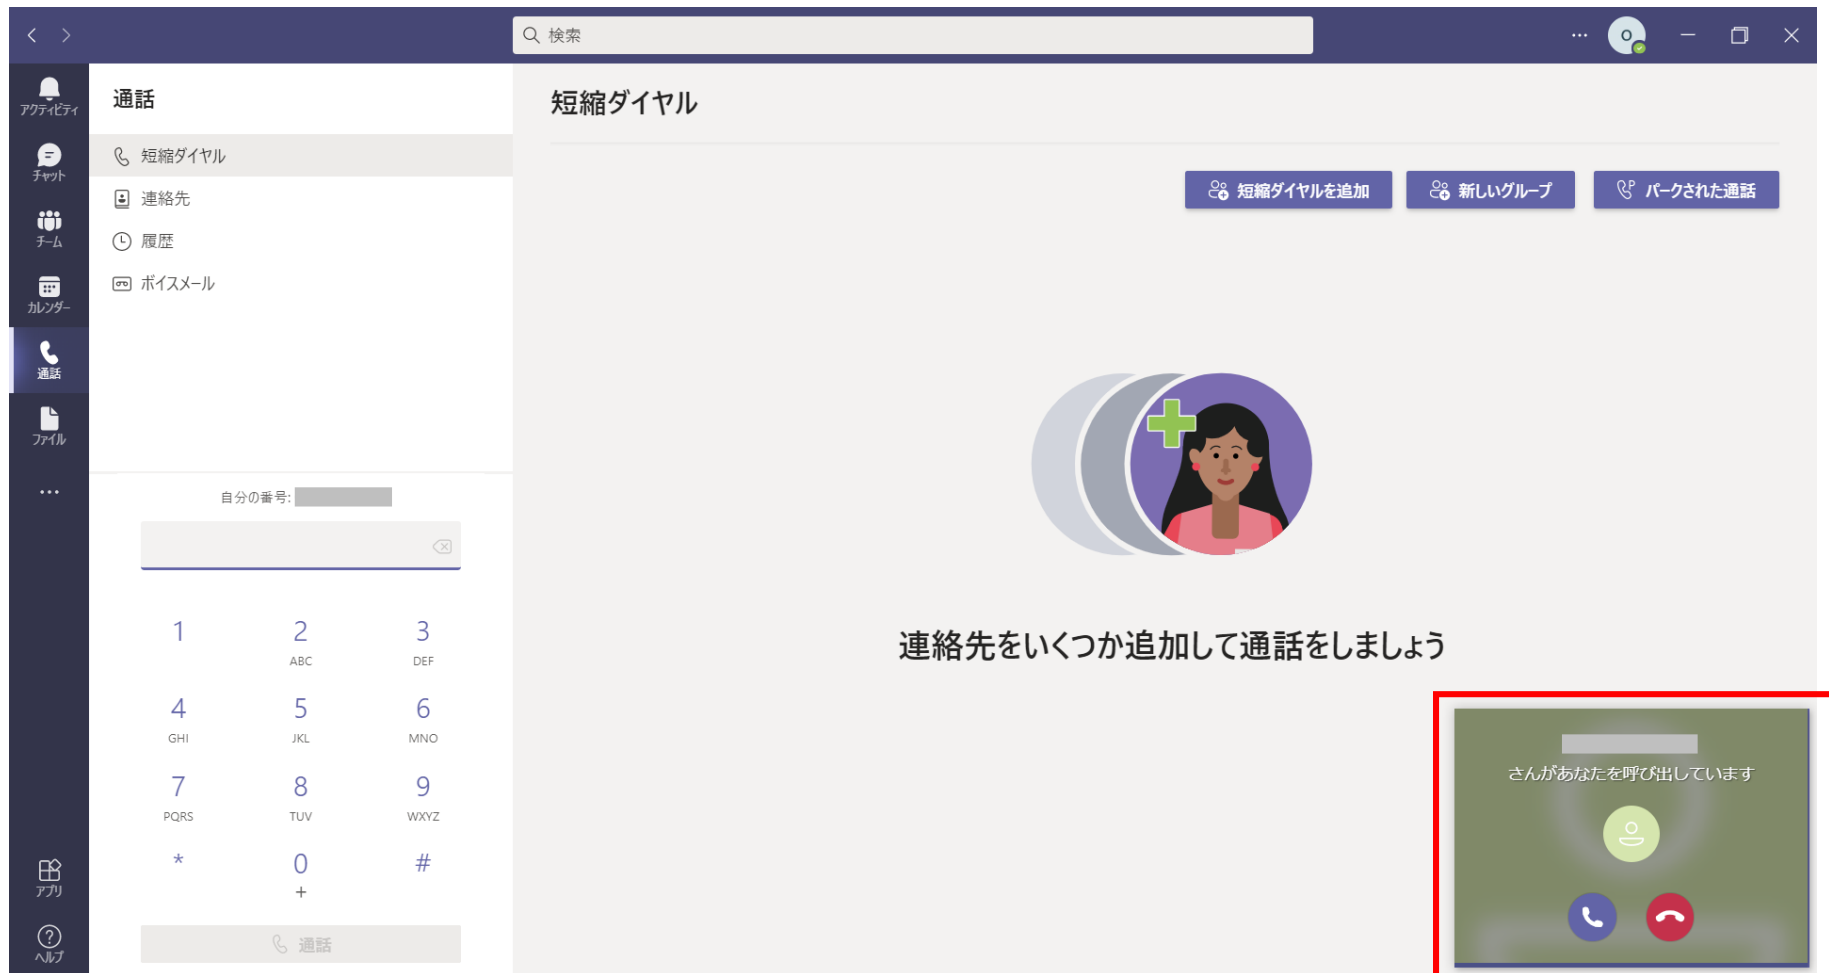 検索
O
アクティビティ
チャット
チーム
カレンダー
通話
ファイル
アプリ
ヘルプ
通話
短縮ダイヤル
連絡先
履歴
ボイスメール
自分の番号:
1
2
3
ABC
DEF
4
5
6
GHI
JKL
MNO
7
8
9
PQRS
TUV
WXYZ
*
0
#
+
通話
短縮ダイヤル
短縮ダイヤルを追加
新しいグループ
パークされた通話
連絡先をいくつか追加して通話をしましょう
さんがあなたを呼び出しています